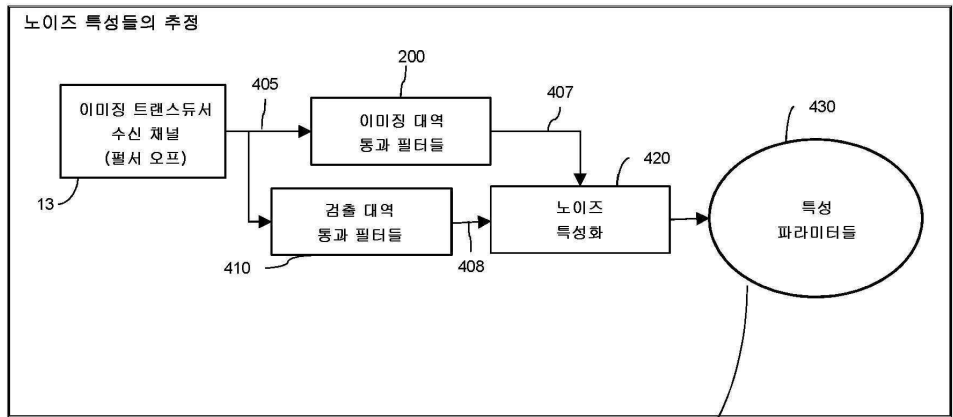 노이즈 특성들의 추정
이미징 트랜스듀서
수신 채널
(펄서 오프)
13
405
200
이미징 대역
통과 필터들
407
검출 대역
통과 필터들
410
408
420
노이즈
특성화
430
특성
파라미터들